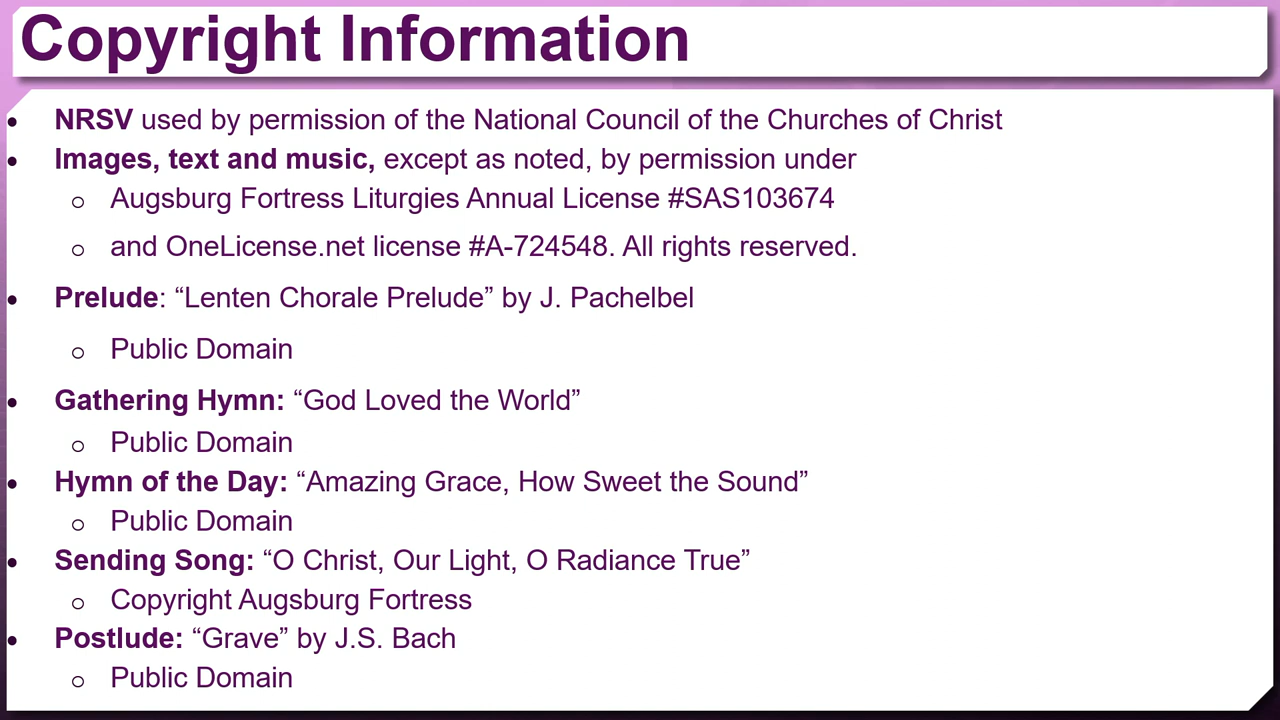 Copyright Information
• NRSV used by permission of the National Council of the Churches of Christ
• Images, text and music, except as noted, by permission under
o Augsburg Fortress Liturgies Annual License #SAS103674
o and OneLicense.net license #A-724548. All rights reserved.
• Prelude: “Lenten Chorale Prelude” by J. Pachelbel
o Public Domain
• Gathering Hymn: “God Loved the World”
o Public Domain
• Hymn of the Day: “Amazing Grace, How Sweet the Sound”
o Public Domain
• Sending Song: “O Christ, Our Light, O Radiance True”
o Copyright Augsburg Fortress
• Postlude: “Grave” by J.S. Bach
o Public Domain